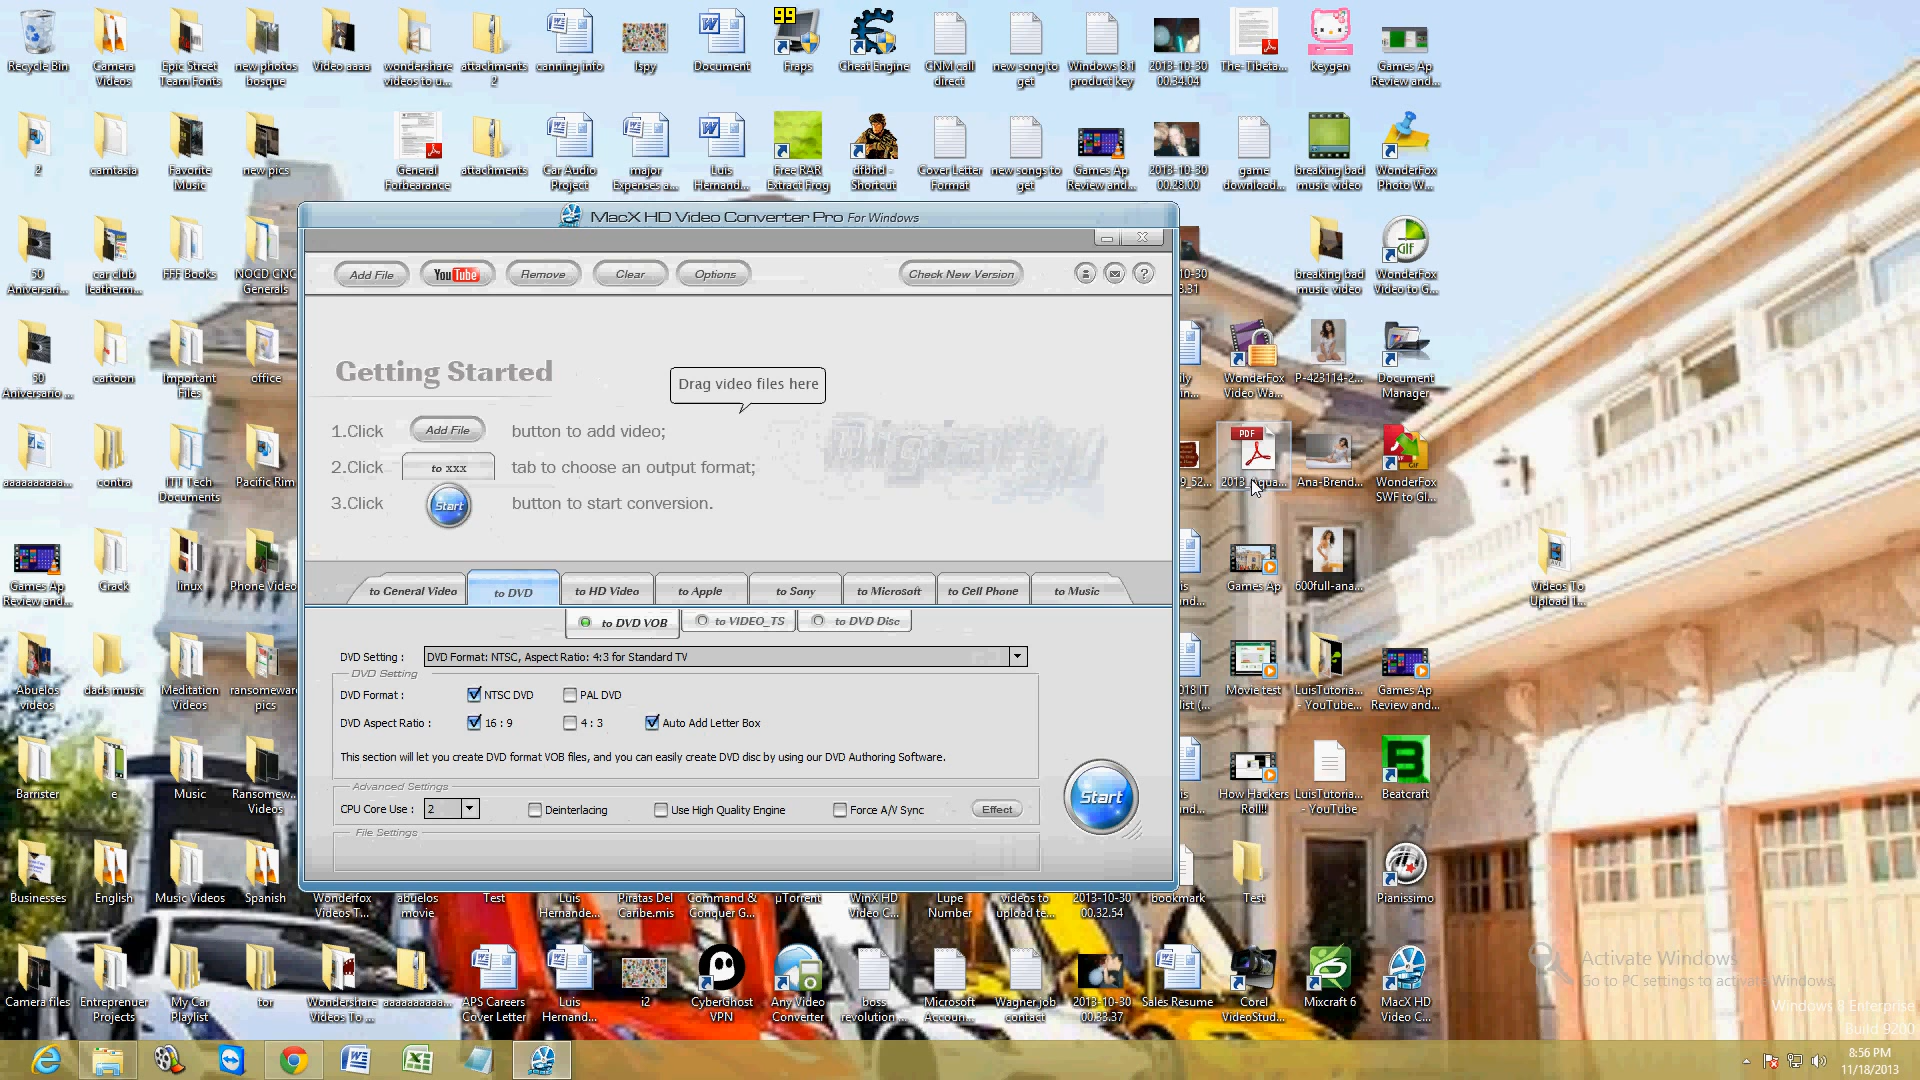 Recycle Bin
Camera Videos
Epic Street Team Fonts
new photos bosque
Video aaaa
wondershare videos to u...
attachments 2
canning info
Ispy
Document
99
Fraps
Cheat Engine
CNM call direct
new song to get
Windows 8.1 product key
2013-10-30 00.34.04
The-Tibeta...
keygen
Games Ap Review and...
2
camtasia
Favorite Music
new pics
General Forbearance
attachments
Car Audio Project
major Expenses a...
Luis Hernand...
Free RAR Extract Frog
dfbhd - Shortcut
Cover Letter Format
new songs to get
Games Ap Review and...
2013-10-30 00.28.00
game download...
breaking bad music video
WonderFox Photo W...
MacX HD Video Converter Pro For Windows
50 Aniversari...
car club leatherm...
FFF Books
NOCD CNC Generals
Add File
YouTube
Remove
Clear
Options
Check New Version
?
breaking bad music video
GIF
WonderFox Video to G...
50 Aniversario ...
cartoon
Important Files
office
Getting Started
Drag video files here
WonderFox Video Wa...
P-423114-2...
Document Manager
1.Click Add File button to add video;
2.Click to xxx tab to choose an output format;
3.Click Start button to start conversion.
aaaaaaaaa...
contra
ITT Tech Documents
Pacific Rim
PDF
2013_Aqua...
Ana-Brend...
WonderFox SWF to GI...
Games Ap Review and...
Crack
linux
Phone Video
to General Video
to DVD
to HD Video
to Apple
to Sony
to Microsoft
to Cell Phone
to Music
Games Ap
600full-ana...
Videos To Upload 1...
to DVD VOB
to VIDEO_TS
to DVD Disc
DVD Setting : DVD Format: NTSC, Aspect Ratio: 4:3 for Standard TV
DVD Setting
DVD Format : NTSC DVD PAL DVD
DVD Aspect Ratio : 16 : 9 4 : 3 Auto Add Letter Box
This section will let you create DVD format VOB files, and you can easily create DVD disc by using our DVD Authoring Software.
Abuelos videos
dads music
Meditation Videos
ransomeware pics
Movie test
LuisTutoria... - YouTube...
Games Ap Review and...
Advanced Settings
CPU Core Use : 2 Deinterlacing Use High Quality Engine Force A/V Sync Effect
Start
File Settings
Barrister
e
Music
Ransomew... Videos
How Hackers Roll!!
LuisTutoria... - YouTube
Beatcraft
Businesses
English
Music Videos
Spanish
Wonderfox Videos T...
abuelos movie
Test
Luis Hernande...
Piratas Del Caribe.mis
Command & Conquer G...
µTorrent
WinX HD Video C...
Lupe Number
videos to upload te...
2013-10-30 00.32.54
bookmark
Test
Pianissimo
Camera files
Entreprenuer Projects
My Car Playlist
tor
Wondershare Videos To ...
aaaaaaaaaa...
APS Careers Cover Letter
Luis Hernand...
i2
CyberGhost VPN
Any Video Converter
boss revolution ...
Microsoft Accoun...
Wagner job contact
2013-10-30 00.33.37
Sales Resume
Corel VideoStud...
Mixcraft 6
MacX HD Video C...
Activate Windows
Go to PC settings to activate Windows.
Windows 8 Enterprise
Build 9200
8:56 PM
11/18/2013